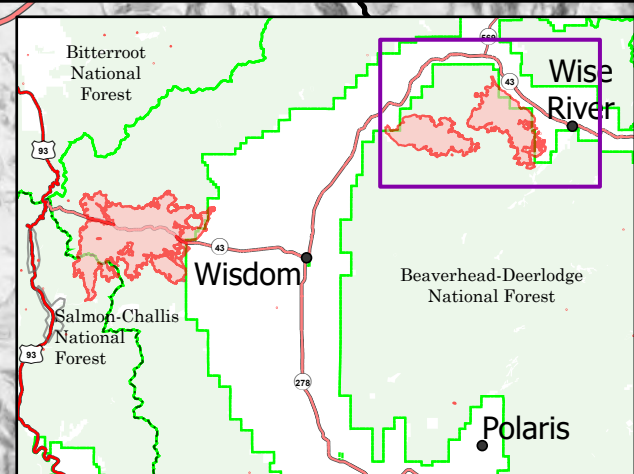 Bitterroot
National
Forest
569
43
Wise
River
93
43
Wisdom
Beaverhead-Deerlodge
National Forest
Salmon-Challis
National
Forest
93
278
Polaris